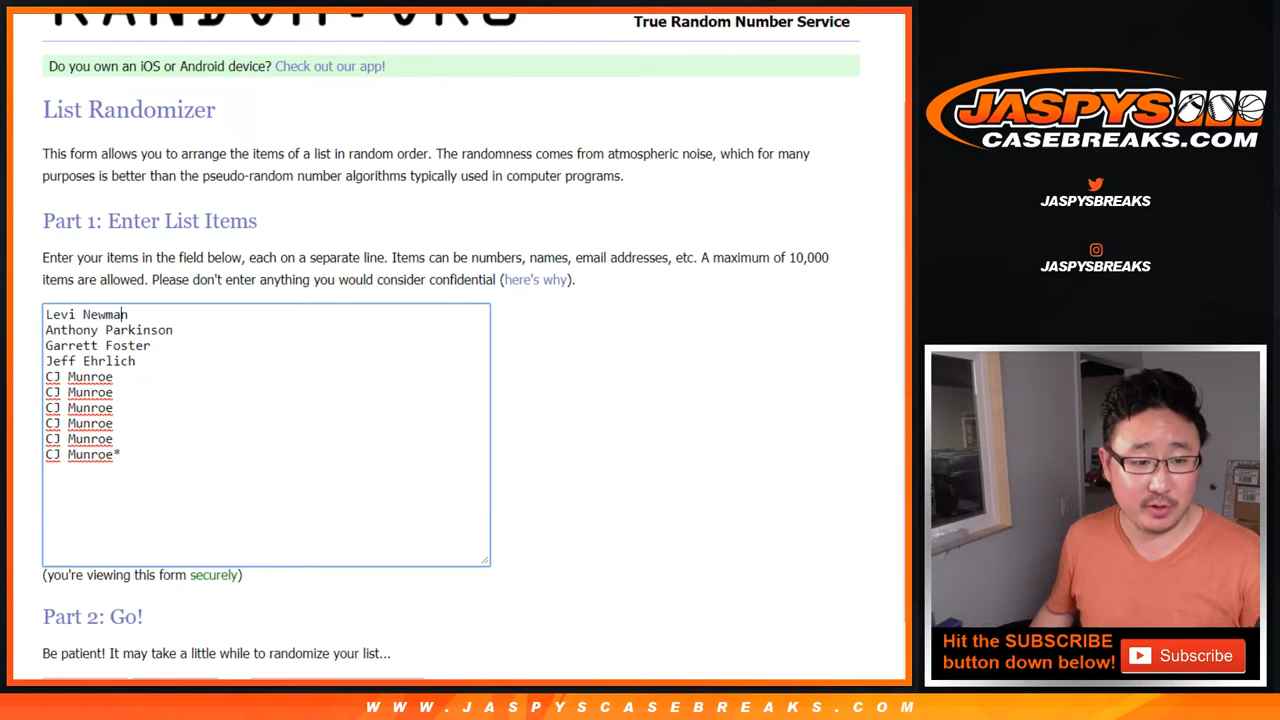 True Random Number Service
Do you own an iOS or Android device? Check out our app!
List Randomizer
This form allows you to arrange the items of a list in random order. The randomness comes from atmospheric noise, which for many
purposes is better than the pseudo-random number algorithms typically used in computer programs.
Part 1: Enter List Items
Enter your items in the field below, each on a separate line. Items can be numbers, names, email addresses, etc. A maximum of 10,000
items are allowed. Please don't enter anything you would consider confidential (here's why).
Levi Newman
Anthony Parkinson
Garrett Foster
Jeff Ehrlich
CJ Munroe
CJ Munroe
CJ Munroe
CJ Munroe
CJ Munroe
CJ Munroe*
(you're viewing this form securely)
Part 2: Go!
Be patient! It may take a little while to randomize your list...
JASPYS
CASEBREAKS.COM
JASPYSBREAKS
JASPYSBREAKS
Hit the SUBSCRIBE
button down below!
Subscribe
WWW.JASPYSCASEBREAKS.COM